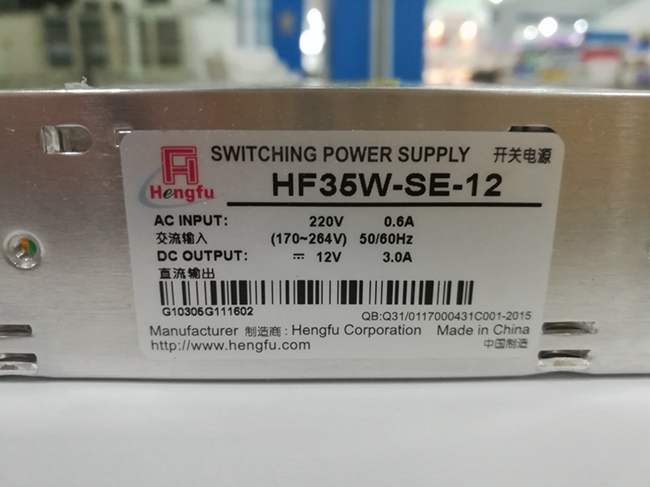 SWITCHING POWER SUPPLY 开关电源
Hengfu
HF35W-SE-12
AC INPUT: 220V 0.6A
交流输入 (170~264V) 50/60Hz
DC OUTPUT: ⎓ 12V 3.0A
直流输出
G10305G111602
QB:Q31/0117000431C001-2015
Manufacturer 制造商: Hengfu Corporation Made in China
http://www.hengfu.com 中国制造